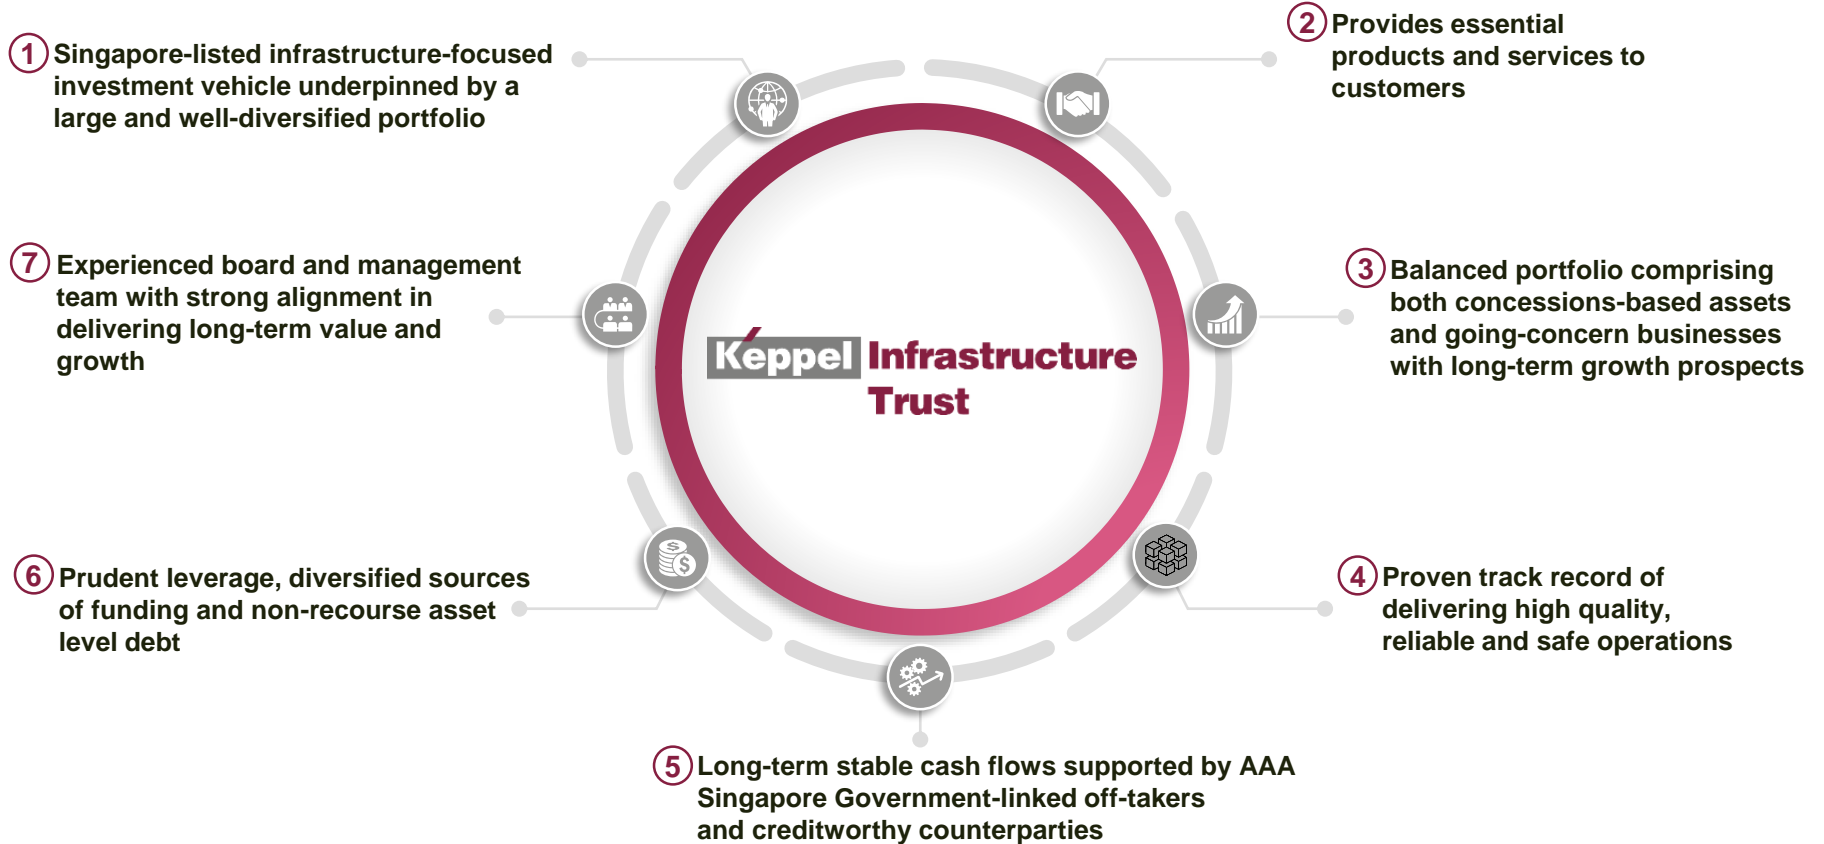 1
Singapore-listed infrastructure-focused
investment vehicle underpinned by a
large and well-diversified portfolio
2
Provides essential
products and services to
customers
3
Balanced portfolio comprising
both concessions-based assets
and going-concern businesses
with long-term growth prospects
4
Proven track record of
delivering high quality,
reliable and safe operations
5
Long-term stable cash flows supported by AAA
Singapore Government-linked off-takers
and creditworthy counterparties
6
Prudent leverage, diversified sources
of funding and non-recourse asset
level debt
7
Experienced board and management
team with strong alignment in
delivering long-term value and
growth
Keppel Infrastructure
Trust
$
$